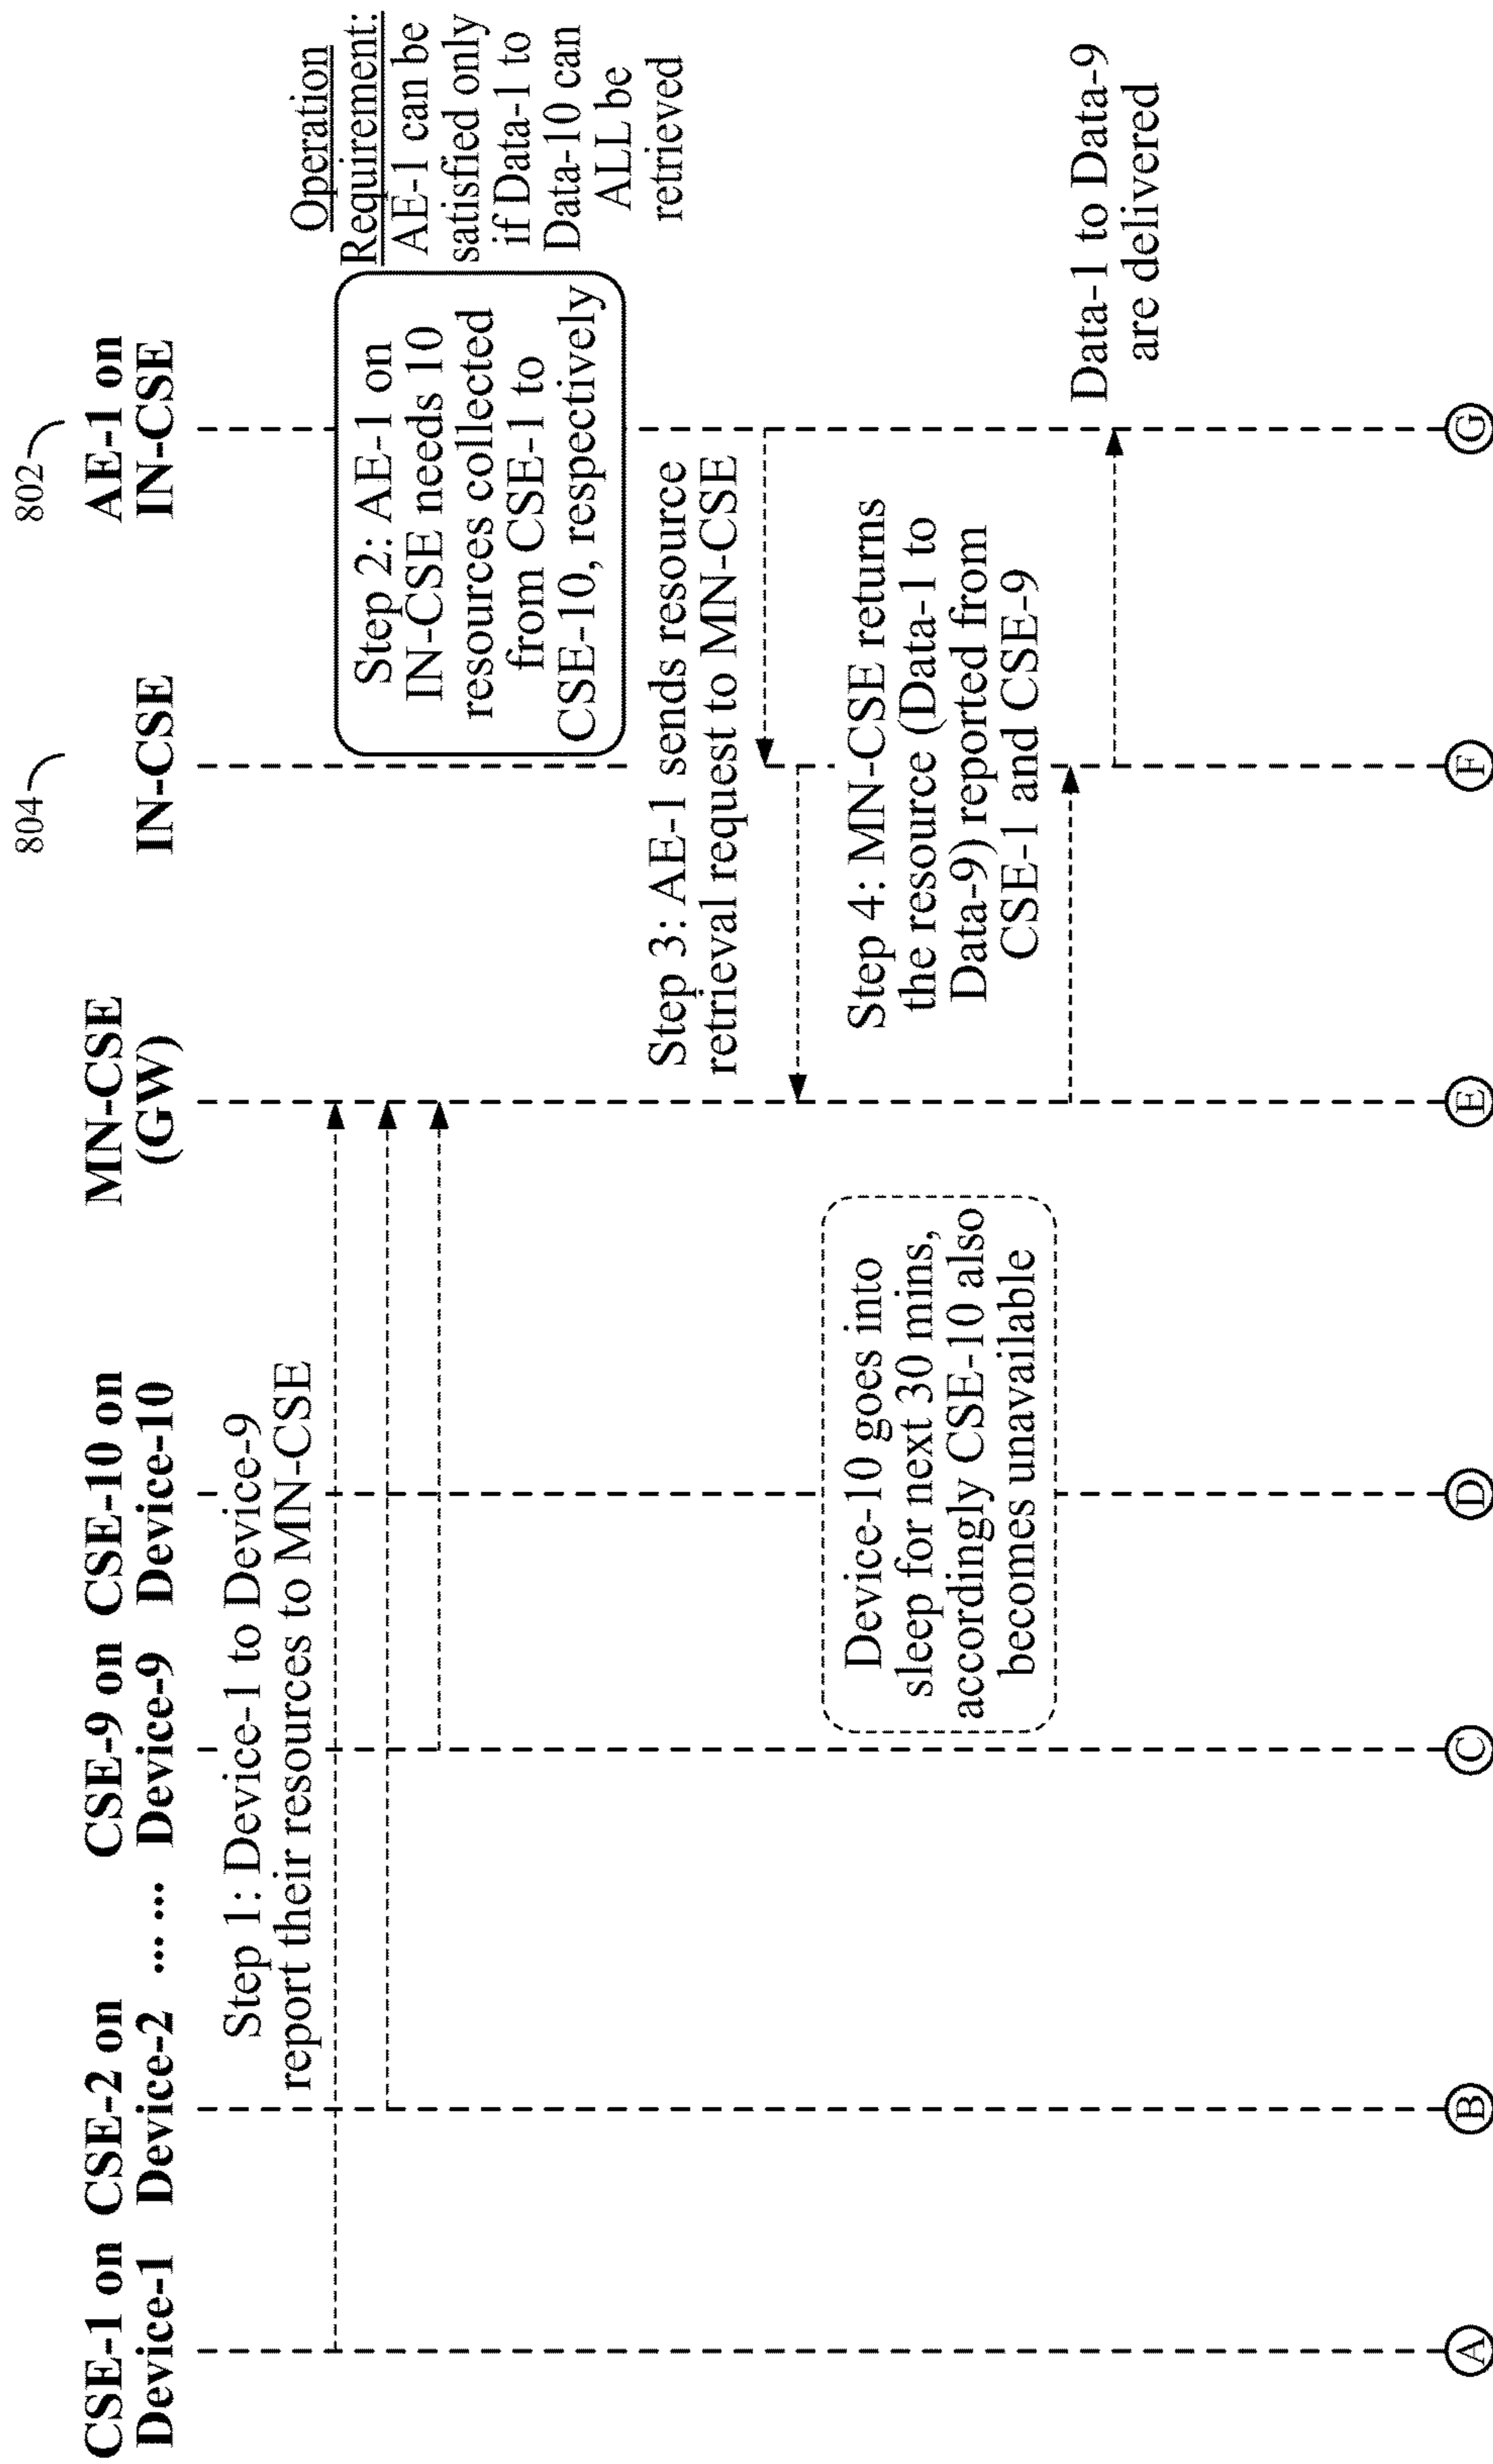 CSE-1 on
Device-1
CSE-2 on
Device-2
... ...
CSE-9 on
Device-9
CSE-10 on
Device-10
MN-CSE
(GW)
804
IN-CSE
802
AE-1 on
IN-CSE
Step 1: Device-1 to Device-9
report their resources to MN-CSE
Step 2: AE-1 on
IN-CSE needs 10
resources collected
from CSE-1 to
CSE-10, respectively
Operation
Requirement:
AE-1 can be
satisfied only
if Data-1 to
Data-10 can
ALL be
retrieved
Step 3: AE-1 sends resource
retrieval request to MN-CSE
Device-10 goes into
sleep for next 30 mins,
accordingly CSE-10 also
becomes unavailable
Step 4: MN-CSE returns
the resource (Data-1 to
Data-9) reported from
CSE-1 and CSE-9
Data-1 to Data-9
are delivered
A
B
C
D
E
F
G